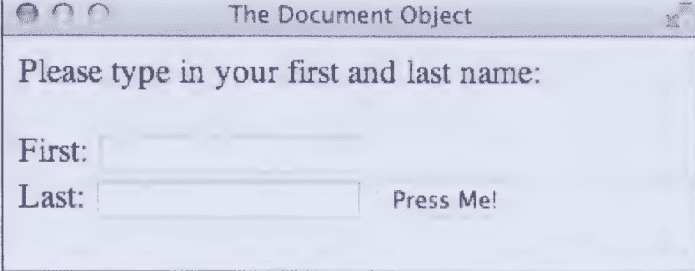 The Document Object
Please type in your first and last name:
First:
Last:
Press Me!